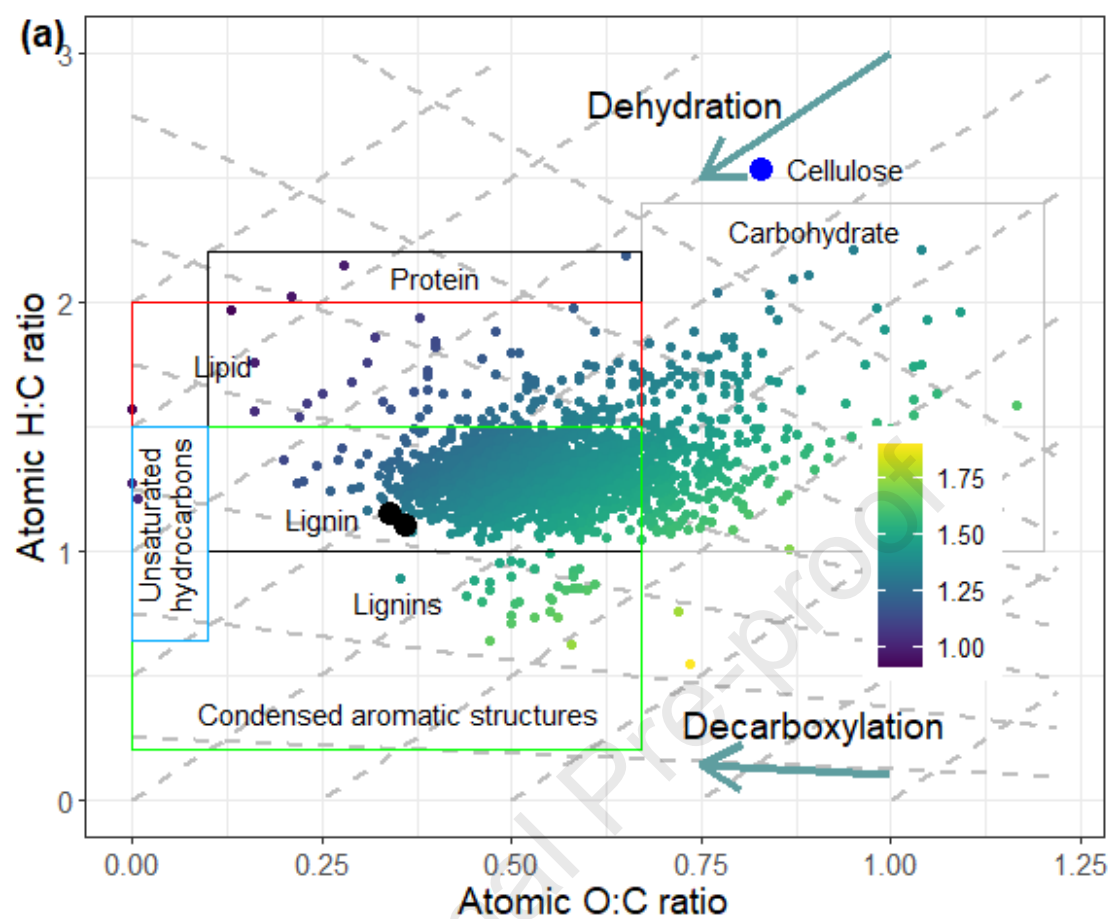 (a)
3
Dehydration
Cellulose
Carbohydrate
Protein
2
Lipid
Unsaturated
hydrocarbons
Lignin
1
Lignins
1.75
1.50
1.25
1.00
Condensed aromatic structures
Decarboxylation
0
0.00
0.25
0.50
0.75
1.00
1.25
Atomic O:C ratio
Atomic H:C ratio
al Pre-proof